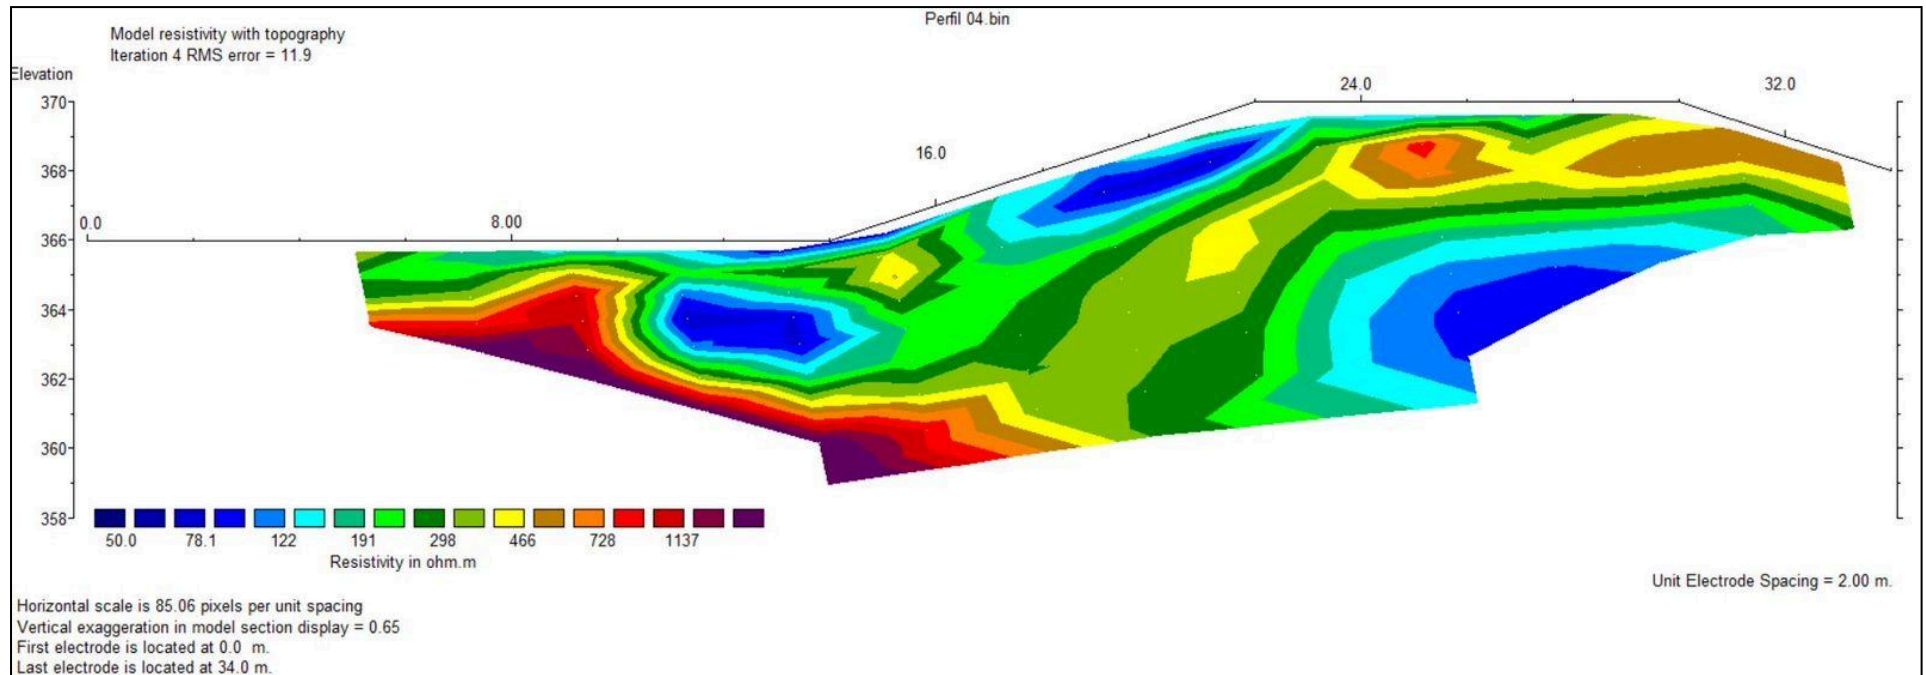 Perfil 04.bin
Model resistivity with topography
Iteration 4 RMS error = 11.9
Elevation
24.0
32.0
370
16.0
368
0.0
8.00
366
364
362
360
358
50.0 78.1 122 191 298 466 728 1137
Resistivity in ohm.m
Unit Electrode Spacing = 2.00 m.
Horizontal scale is 85.06 pixels per unit spacing
Vertical exaggeration in model section display = 0.65
First electrode is located at 0.0 m.
Last electrode is located at 34.0 m.